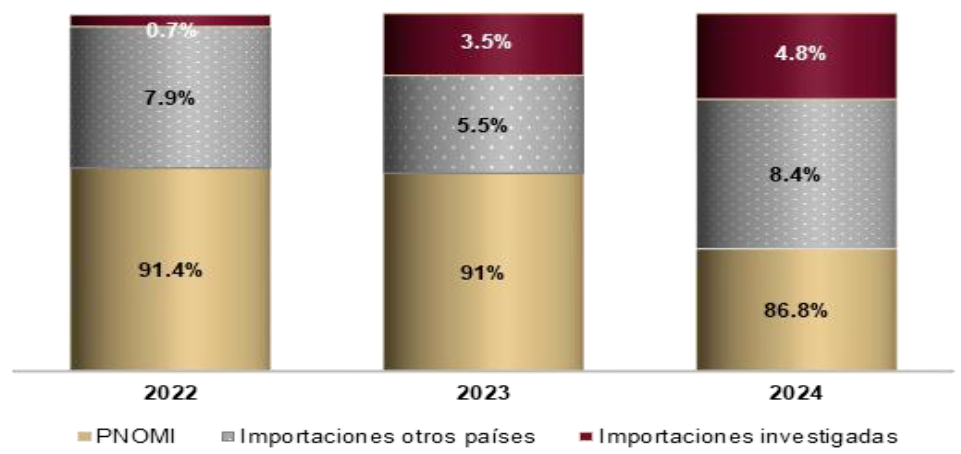 0.7% 3.5% 4.8%
7.9% 5.5% 8.4%
91.4% 91% 86.8%
2022 2023 2024
PNOMI Importaciones otros países Importaciones investigadas